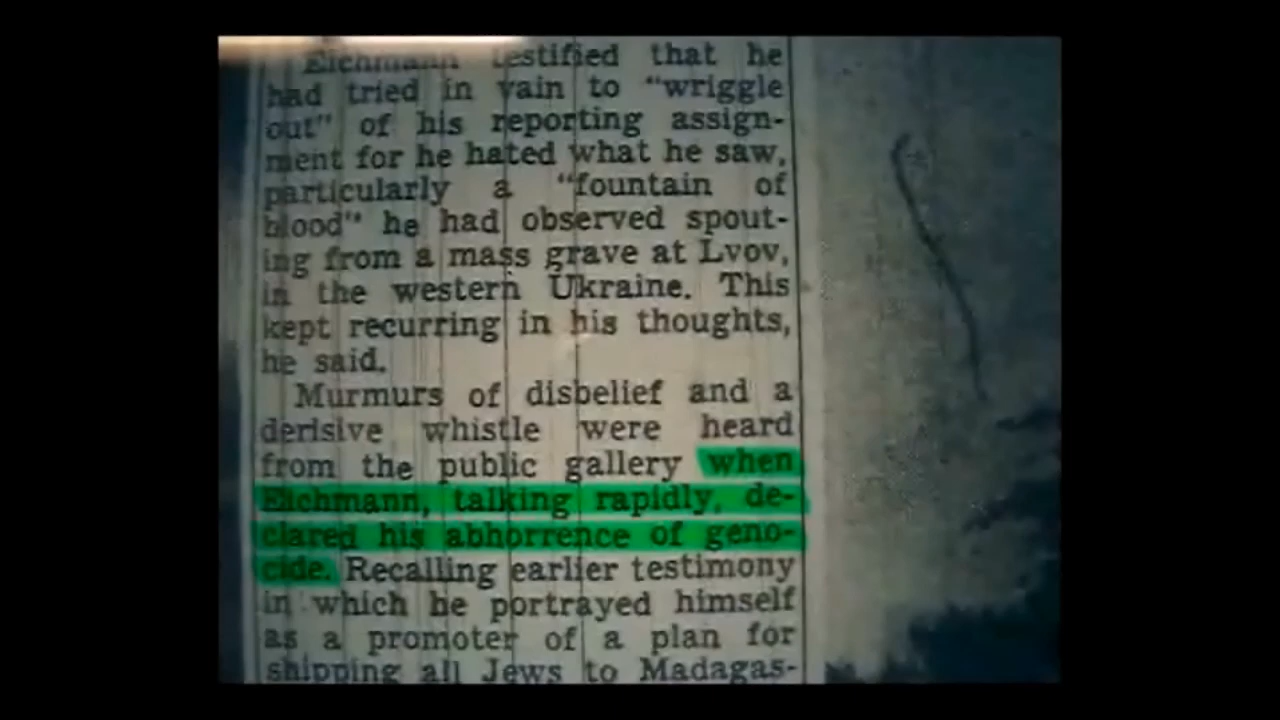 Eichmann testified that he
had tried in vain to “wriggle
out” of his reporting assign-
ment for he hated what he saw,
particularly a “fountain of
blood” he had observed spout-
ing from a mass grave at Lvov,
in the western Ukraine. This
kept recurring in his thoughts,
he said.
Murmurs of disbelief and a
derisive whistle were heard
from the public gallery when
Eichmann, talking rapidly, de-
clared his abhorrence of geno-
cide. Recalling earlier testimony
in which he portrayed himself
as a promoter of a plan for
shipping all Jews to Madagas-